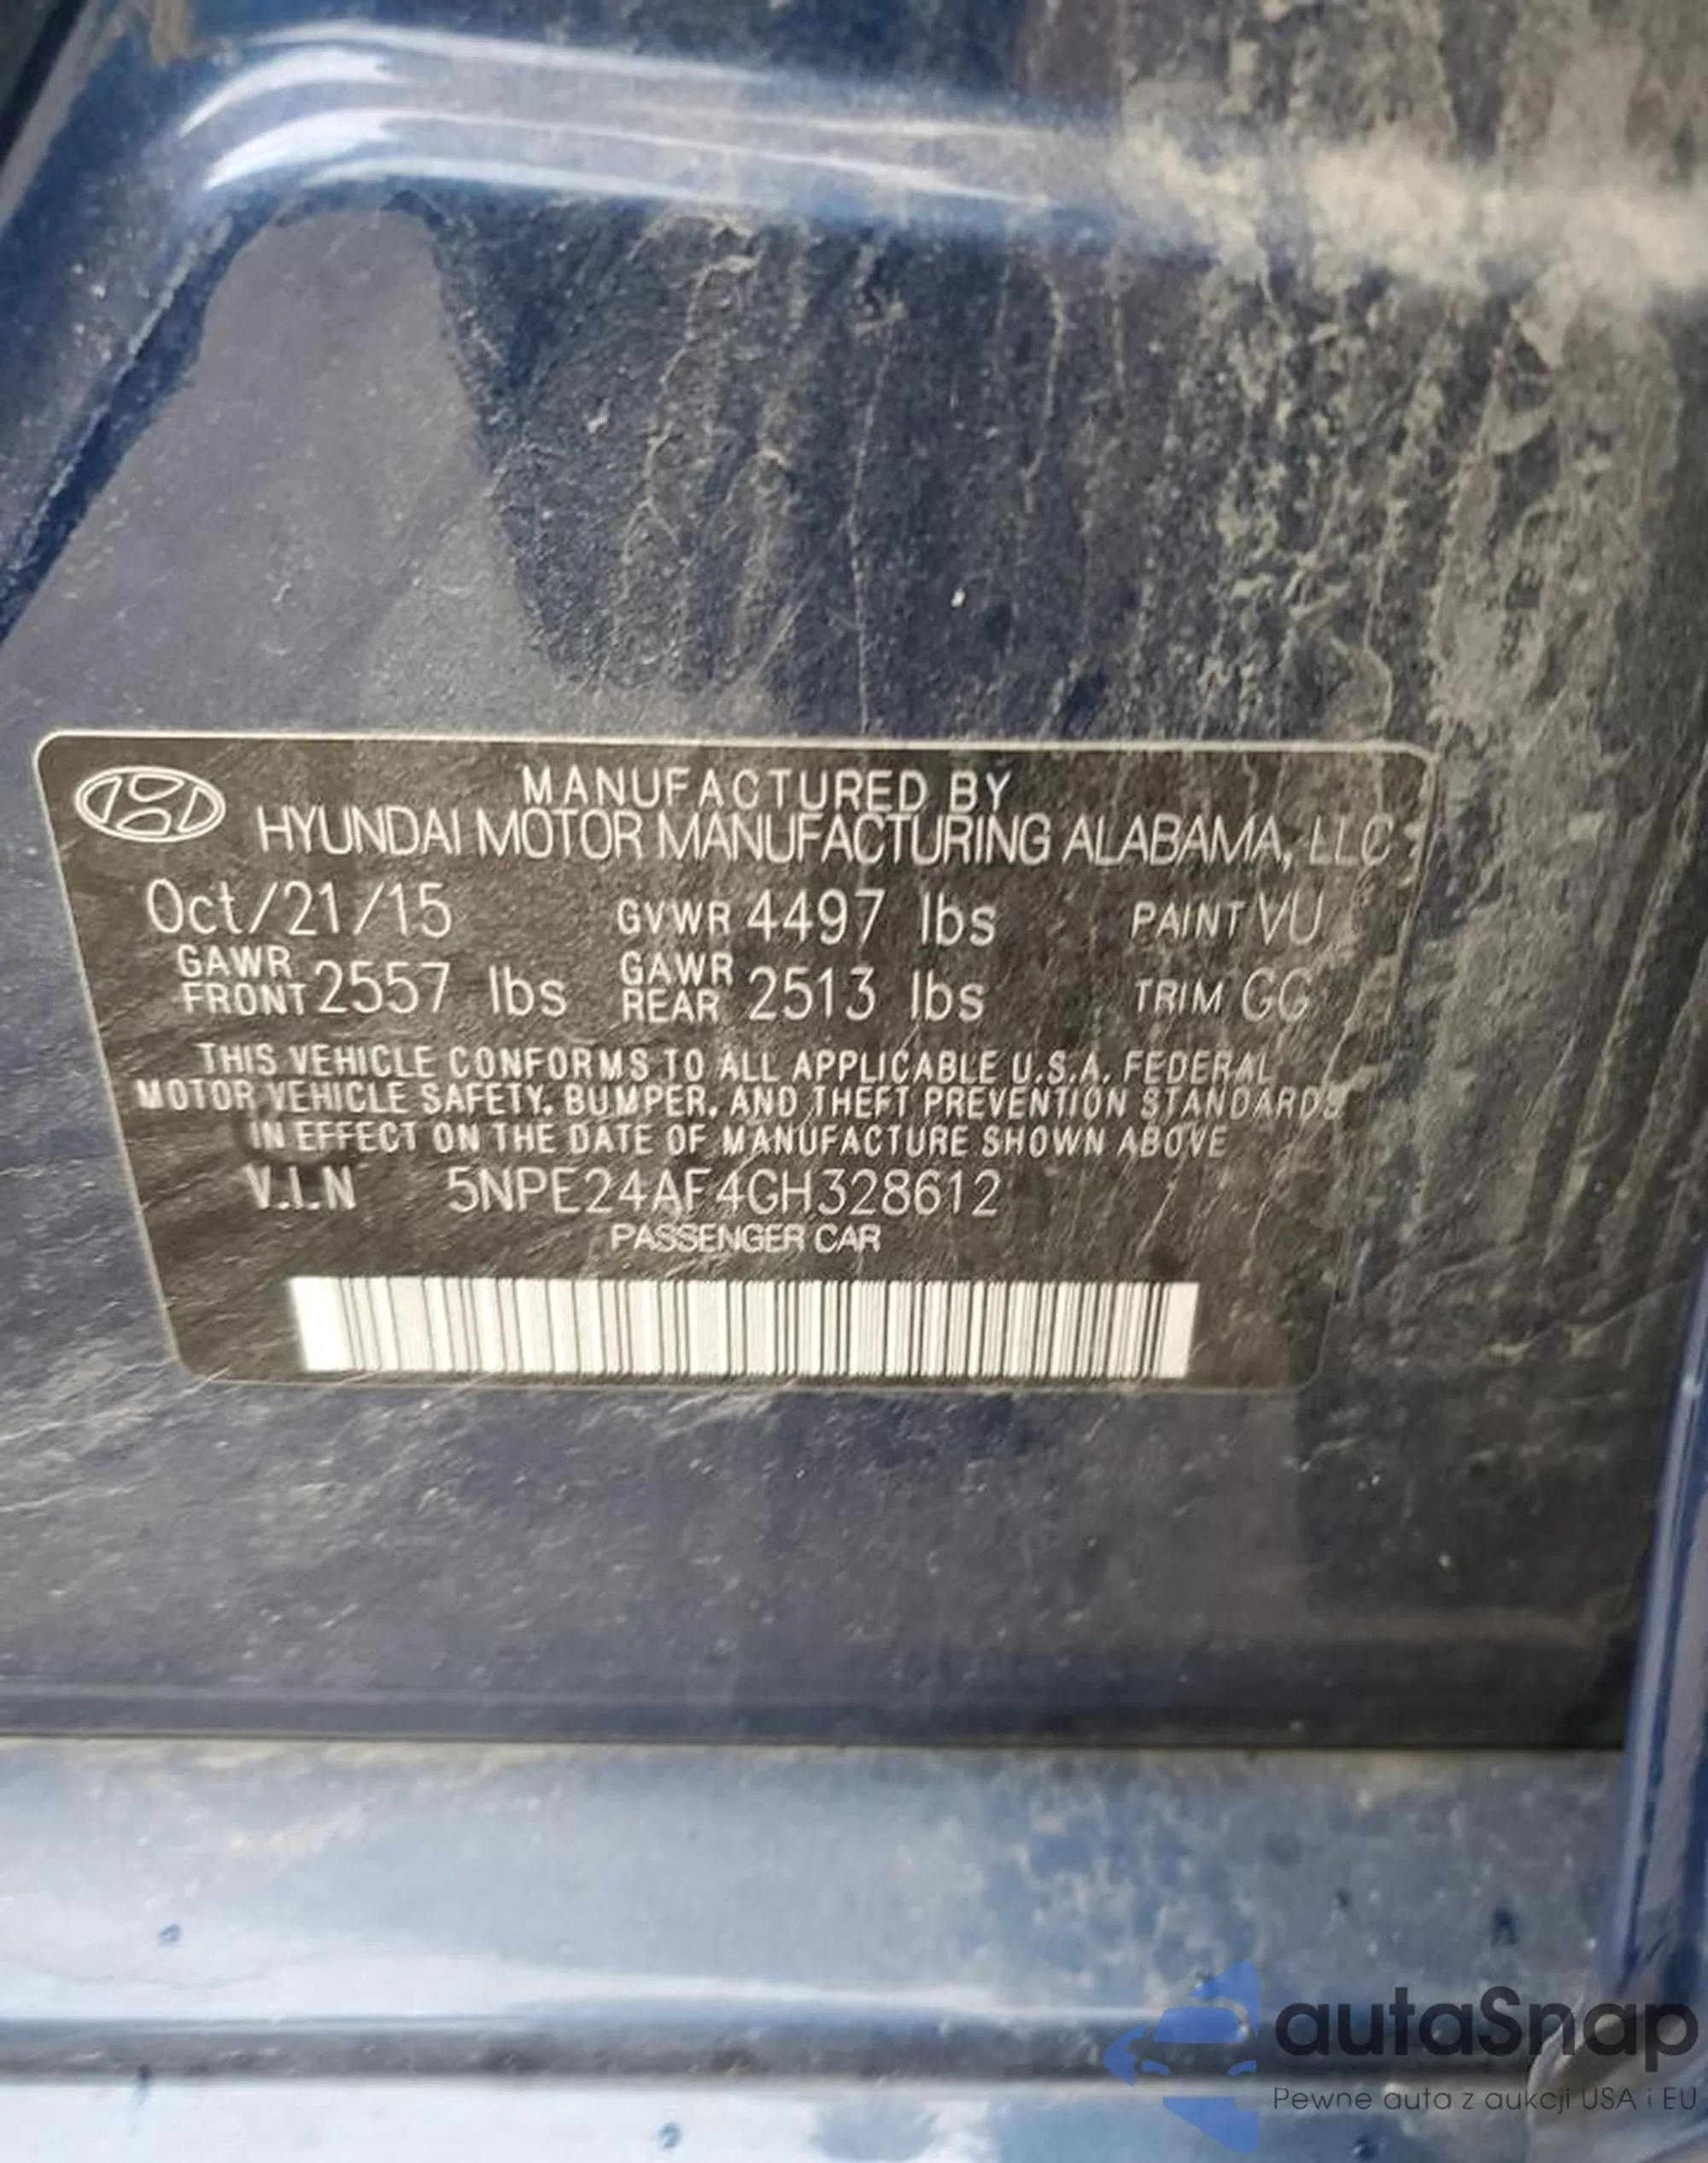 MANUFACTURED BY
HYUNDAI MOTOR MANUFACTURING ALABAMA, LLC
Oct/21/15 GVWR 4497 lbs PAINT VU
GAWR FRONT 2557 lbs GAWR REAR 2513 lbs TRIM GG
THIS VEHICLE CONFORMS TO ALL APPLICABLE U.S.A. FEDERAL
MOTOR VEHICLE SAFETY, BUMPER, AND THEFT PREVENTION STANDARDS
IN EFFECT ON THE DATE OF MANUFACTURE SHOWN ABOVE
V.I.N 5NPE24AF4GH328612
PASSENGER CAR
autaSnap
Pewne auta z aukcji USA i EU